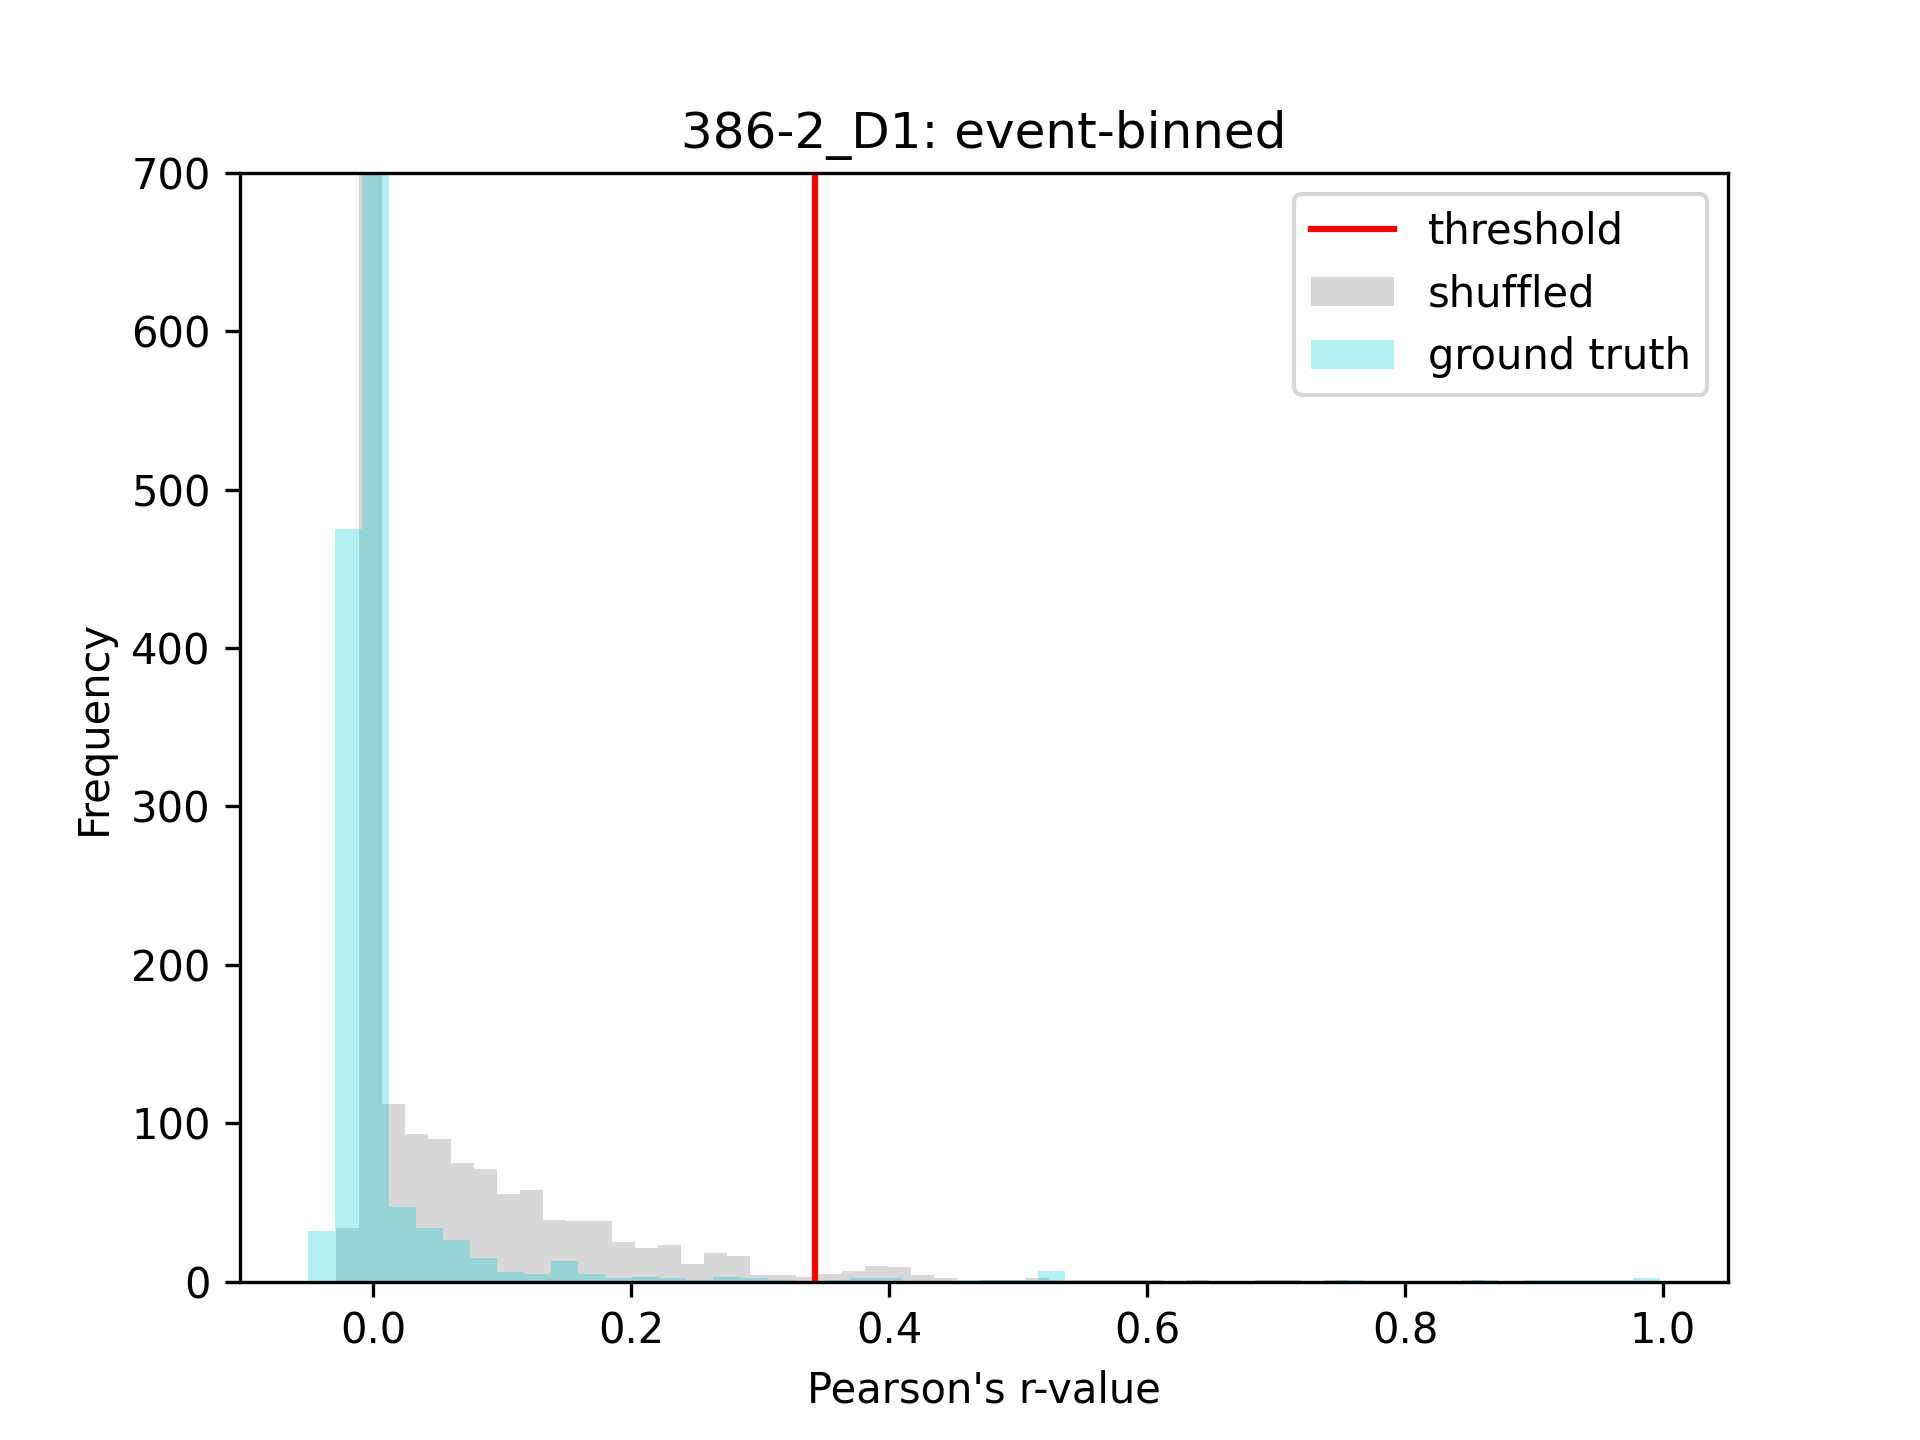 386-2_D1: event-binned
threshold
shuffled
ground truth
700
600
500
400
300
200
100
0
Frequency
0.0 0.2 0.4 0.6 0.8 1.0
Pearson's r-value